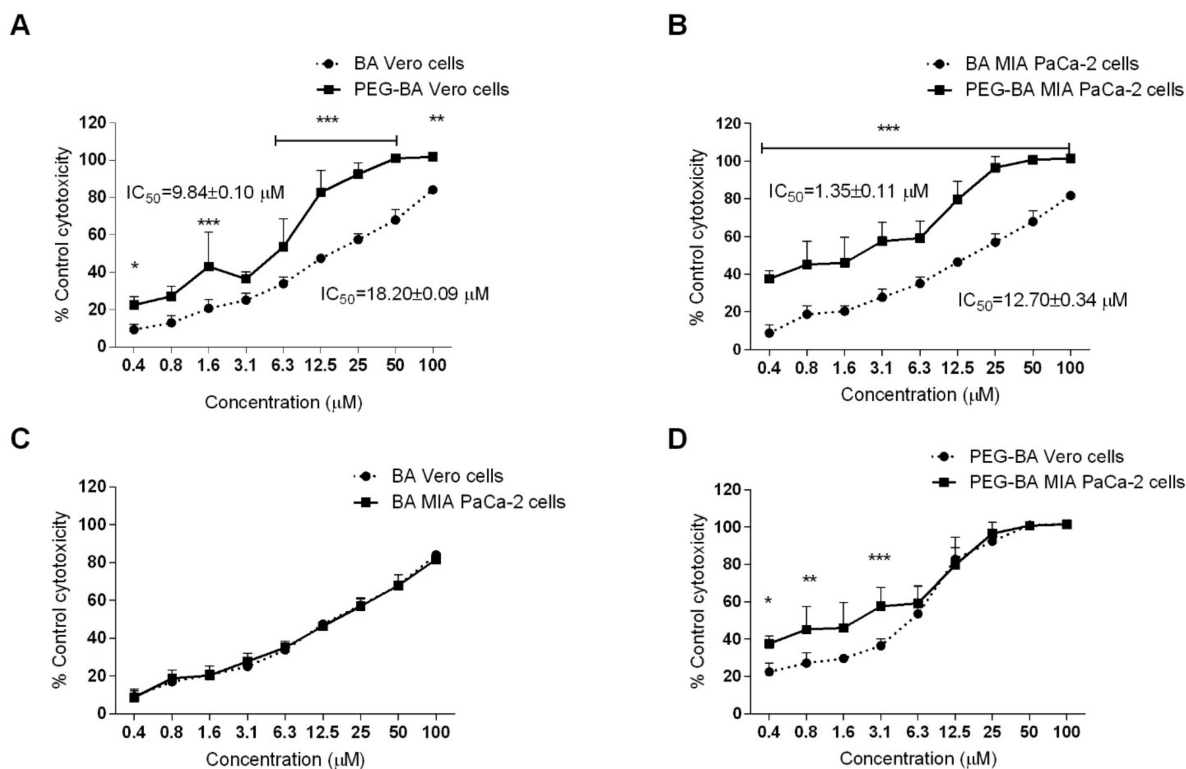 A
BA Vero cells
PEG-BA Vero cells
% Control cytotoxicity
120
100
80
60
40
20
0
***
**
IC50=9.84±0.10 μM
***
*
IC50=18.20±0.09 μM
0.4 0.8 1.6 3.1 6.3 12.5 25 50 100
Concentration (μM)
B
BA MIA PaCa-2 cells
PEG-BA MIA PaCa-2 cells
% Control cytotoxicity
120
100
80
60
40
20
0
***
IC50=1.35±0.11 μM
IC50=12.70±0.34 μM
0.4 0.8 1.6 3.1 6.3 12.5 25 50 100
Concentration (μM)
C
BA Vero cells
BA MIA PaCa-2 cells
% Control cytotoxicity
120
100
80
60
40
20
0
0.4 0.8 1.6 3.1 6.3 12.5 25 50 100
Concentration (μM)
D
PEG-BA Vero cells
PEG-BA MIA PaCa-2 cells
% Control cytotoxicity
120
100
80
60
40
20
0
*
**
***
0.4 0.8 1.6 3.1 6.3 12.5 25 50 100
Concentration (μM)